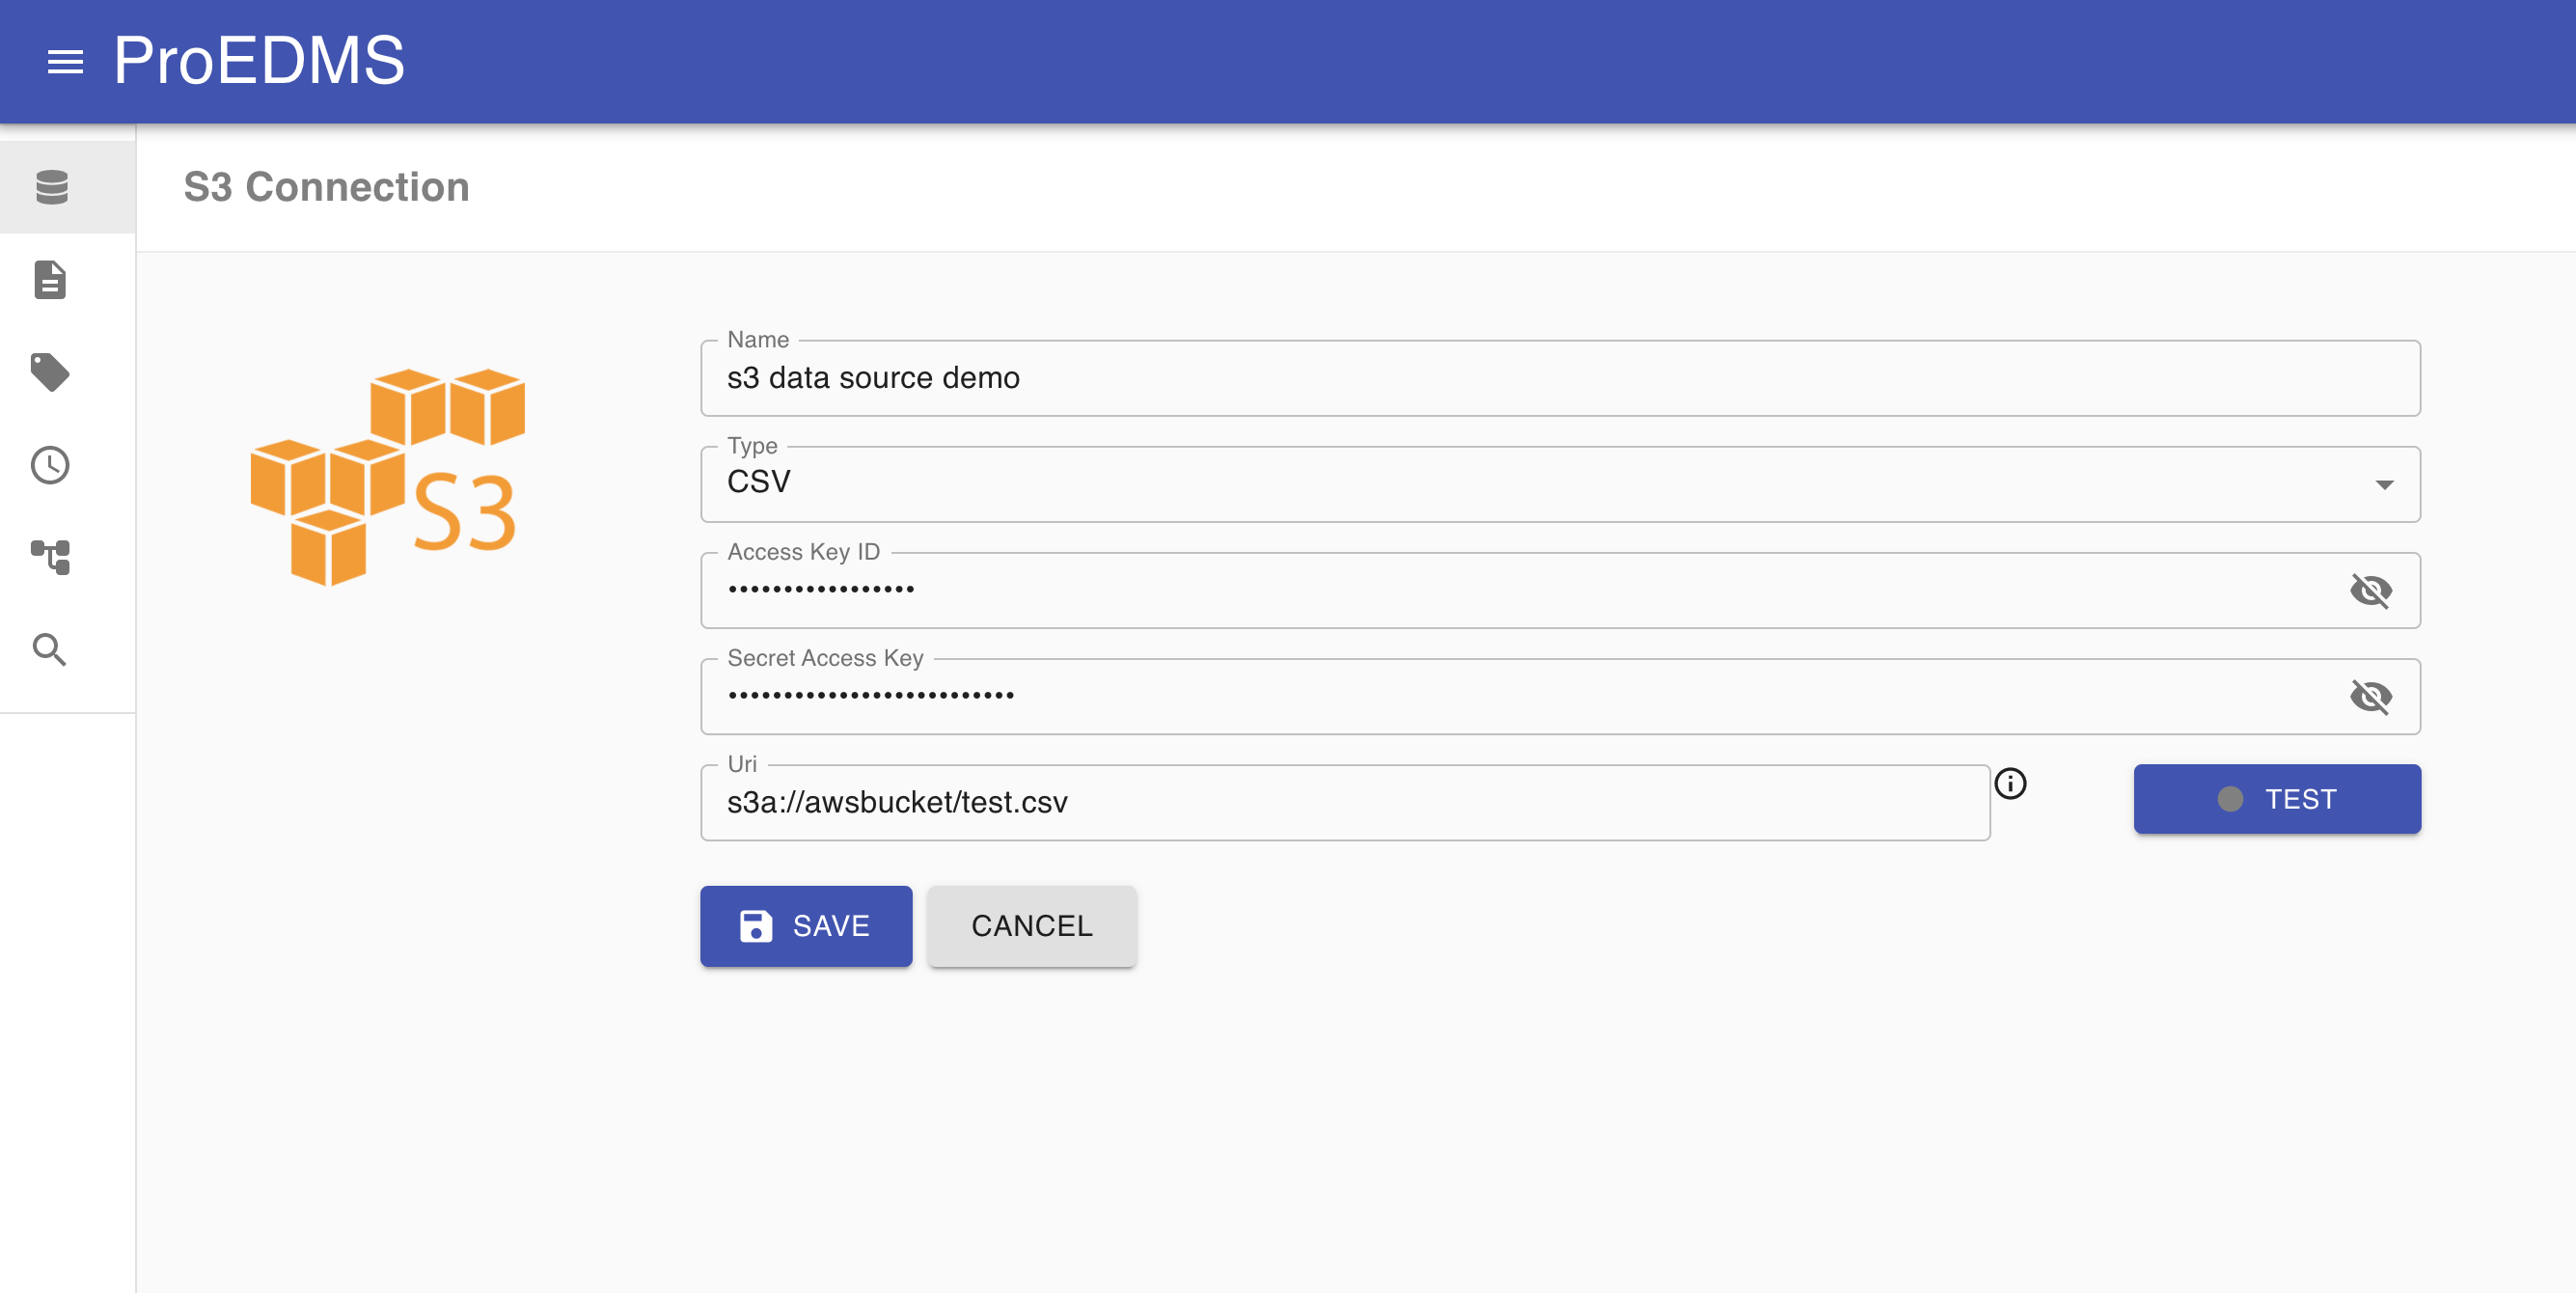 ProEDMS
S3 Connection
S3
Name
s3 data source demo
Type
CSV
Access Key ID
•••••••••••••••••
Secret Access Key
••••••••••••••••••••••••••
Uri
s3a://awsbucket/test.csv
TEST
SAVE
CANCEL